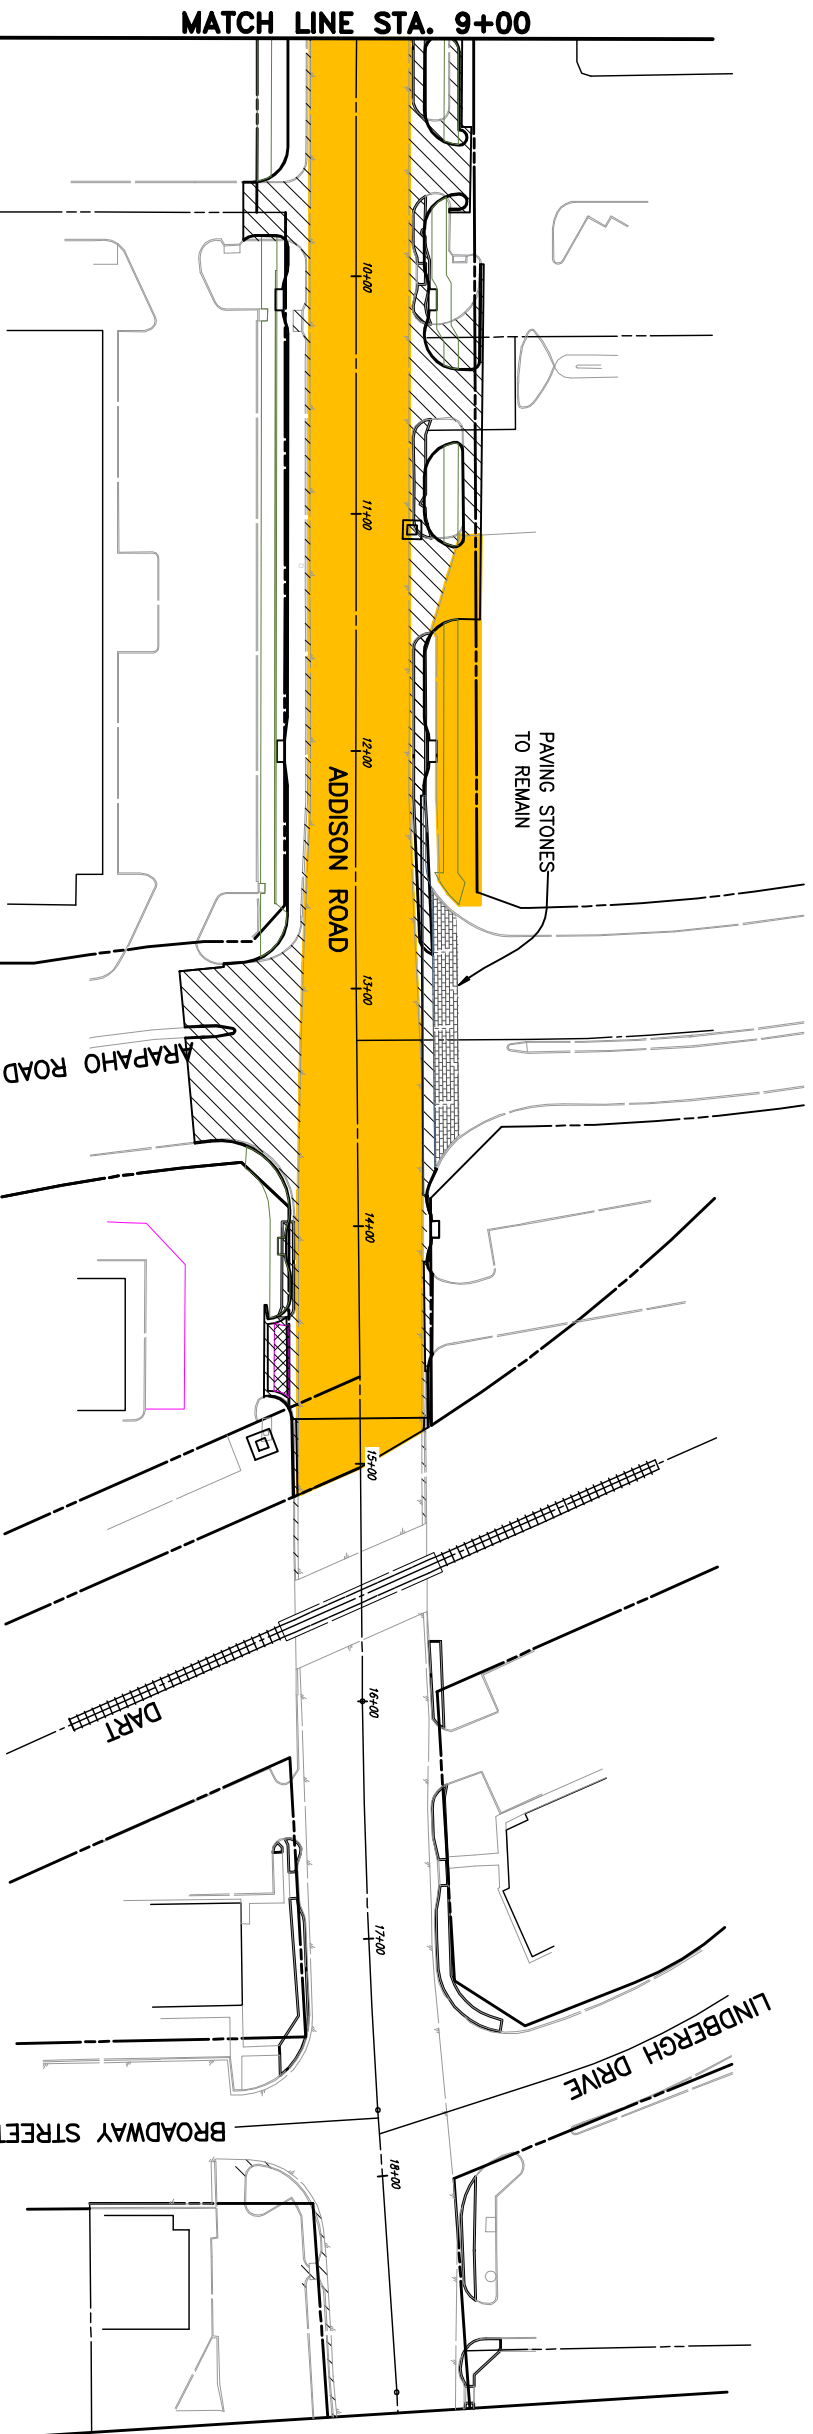 MATCH LINE STA. 9+00
10+00
11+00
PAVING STONES
TO REMAIN
12+00
ADDISON ROAD
13+00
ARAPAHO ROAD
14+00
15+00
16+00
DART
17+00
LINDBERGH DRIVE
BROADWAY STREET
18+00